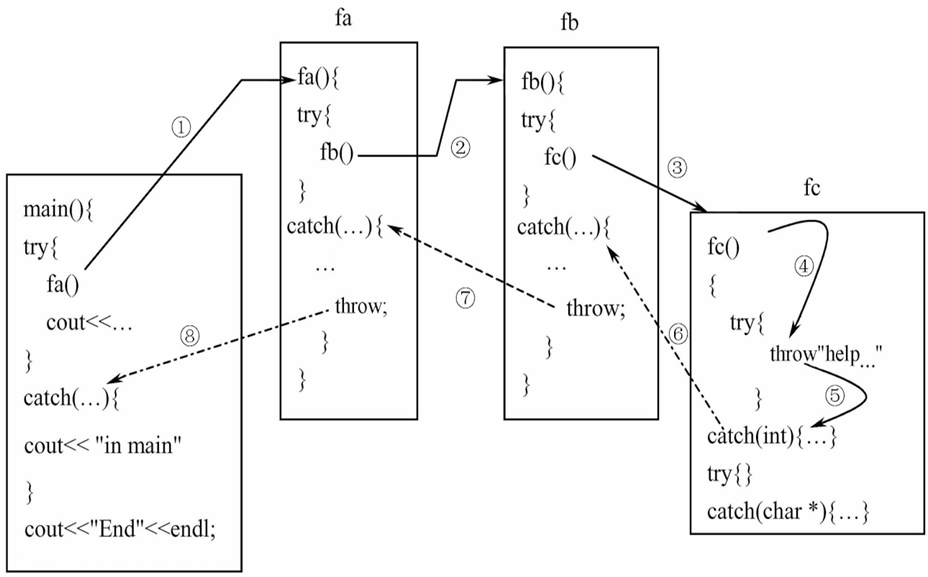 fa
fb
fc
main(){
try{
fa()
cout<<…
}
catch(…){
cout<< "in main"
}
cout<<"End"<<endl;
①
fa(){
try{
fb()
}
catch(…){
…
throw;
}
}
②
fb(){
try{
fc()
}
catch(…){
…
throw;
}
}
③
fc()
{
try{
throw"help..."
}
catch(int){…}
try{}
catch(char *){…}
④
⑤
⑥
⑦
⑧